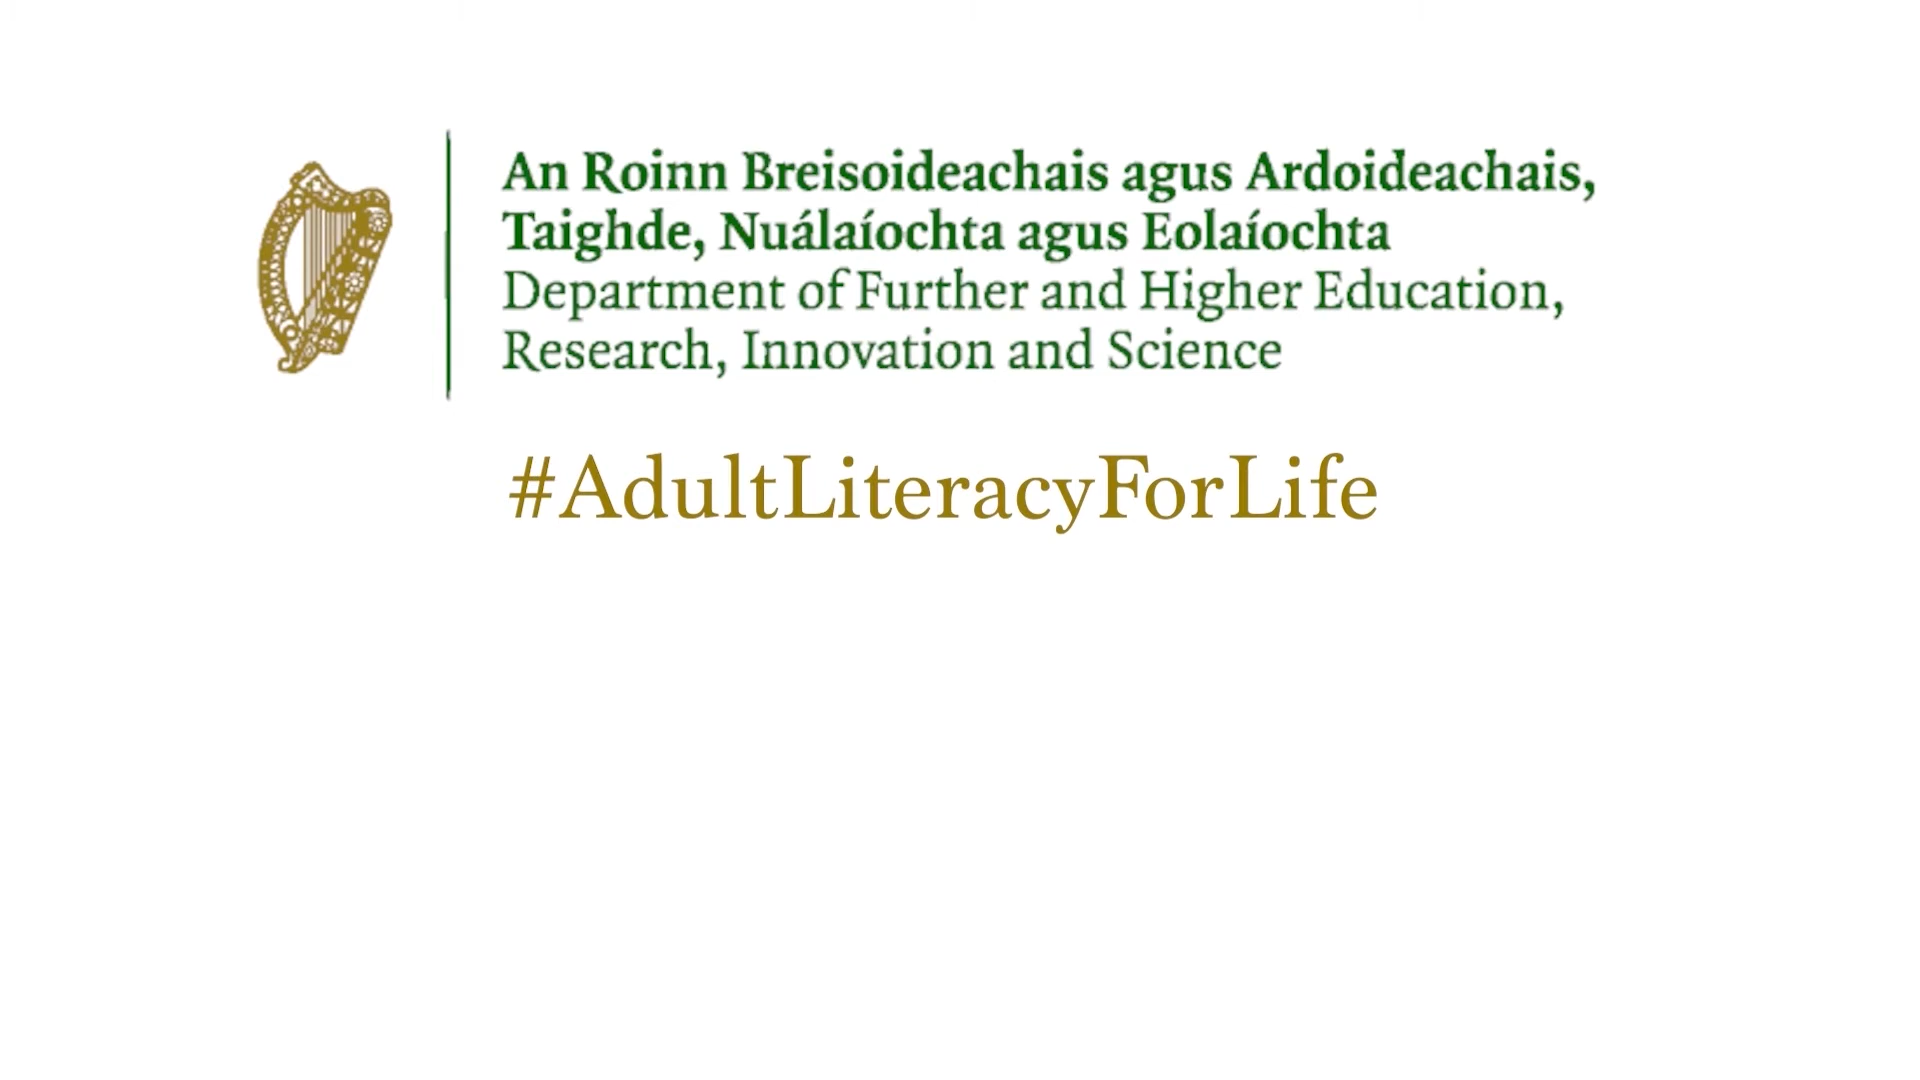 An Roinn Breisoideachais agus Ardoideachais,
Taighde, Nuálaíochta agus Eolaíochta
Department of Further and Higher Education,
Research, Innovation and Science
#AdultLiteracyForLife